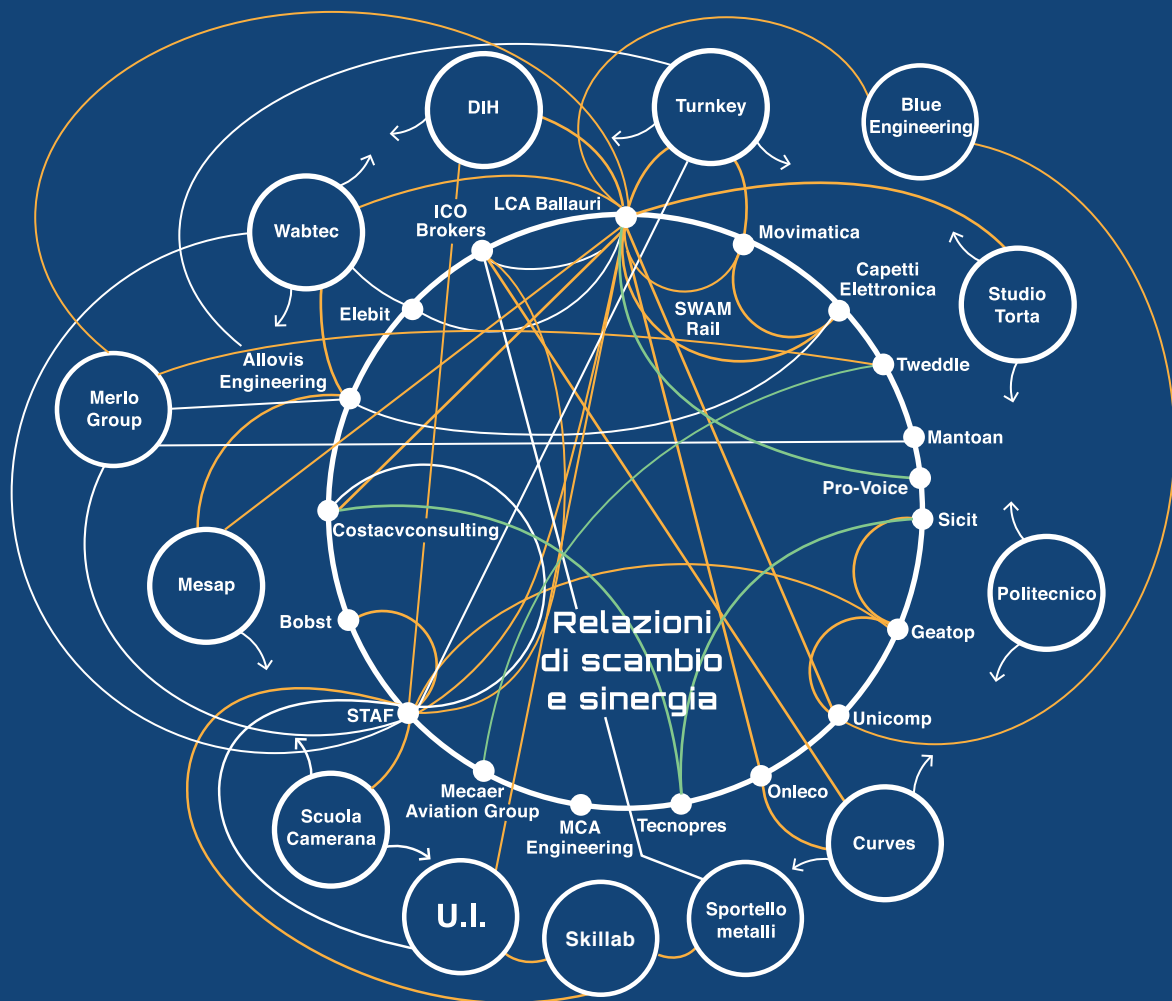 DIH
Turnkey
Blue
Engineering
Wabtec
ICO
Brokers
LCA Ballauri
Movimatica
Capetti
Elettronica
Studio
Torta
Elebit
SWAM
Rail
Allovis
Engineering
Tweddle
Merlo
Group
Mantoan
Pro-Voice
Costacvconsulting
Sicit
Mesap
Politecnico
Bobst
Relazioni
di scambio
e sinergia
Geatop
STAF
Unicomp
Mecaer
Aviation Group
MCA
Engineering
Tecnopres
Onleco
Scuola
Camerana
Curves
U.I.
Skillab
Sportello
metalli